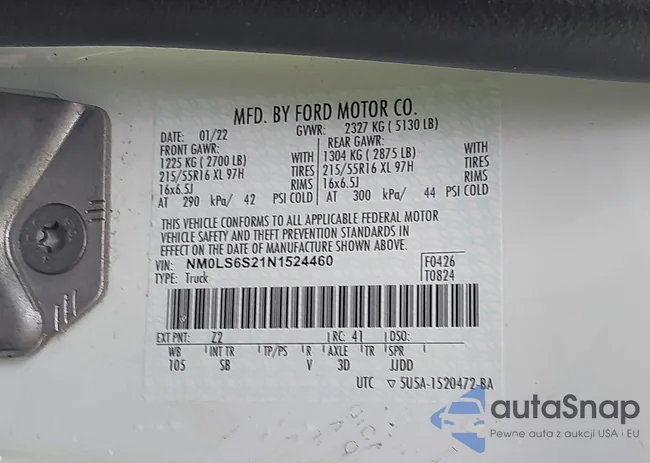 MFD. BY FORD MOTOR CO.
DATE: 01/22 GVWR: 2327 KG ( 5130 LB)
FRONT GAWR: REAR GAWR:
1225 KG ( 2700 LB) WITH 1304 KG ( 2875 LB) WITH
215/55R16 XL 97H TIRES 215/55R16 XL 97H TIRES
16x6.5J RIMS 16x6.5J RIMS
AT 290 kPa/ 42 PSI COLD AT 300 kPa/ 44 PSI COLD
THIS VEHICLE CONFORMS TO ALL APPLICABLE FEDERAL MOTOR
VEHICLE SAFETY AND THEFT PREVENTION STANDARDS IN
EFFECT ON THE DATE OF MANUFACTURE SHOWN ABOVE.
VIN: NM0LS6S21N1524460 F0426
TYPE: Truck T0824
EXT PNT: Z2 RC: 41 DSO:
WB INT TR TP/PS R AXLE TR SPR
105 SB V 3D JJDD
UTC ▽ 5U5A-1520472-BA
autoSnap
Pewne auta z aukcji USA i EU